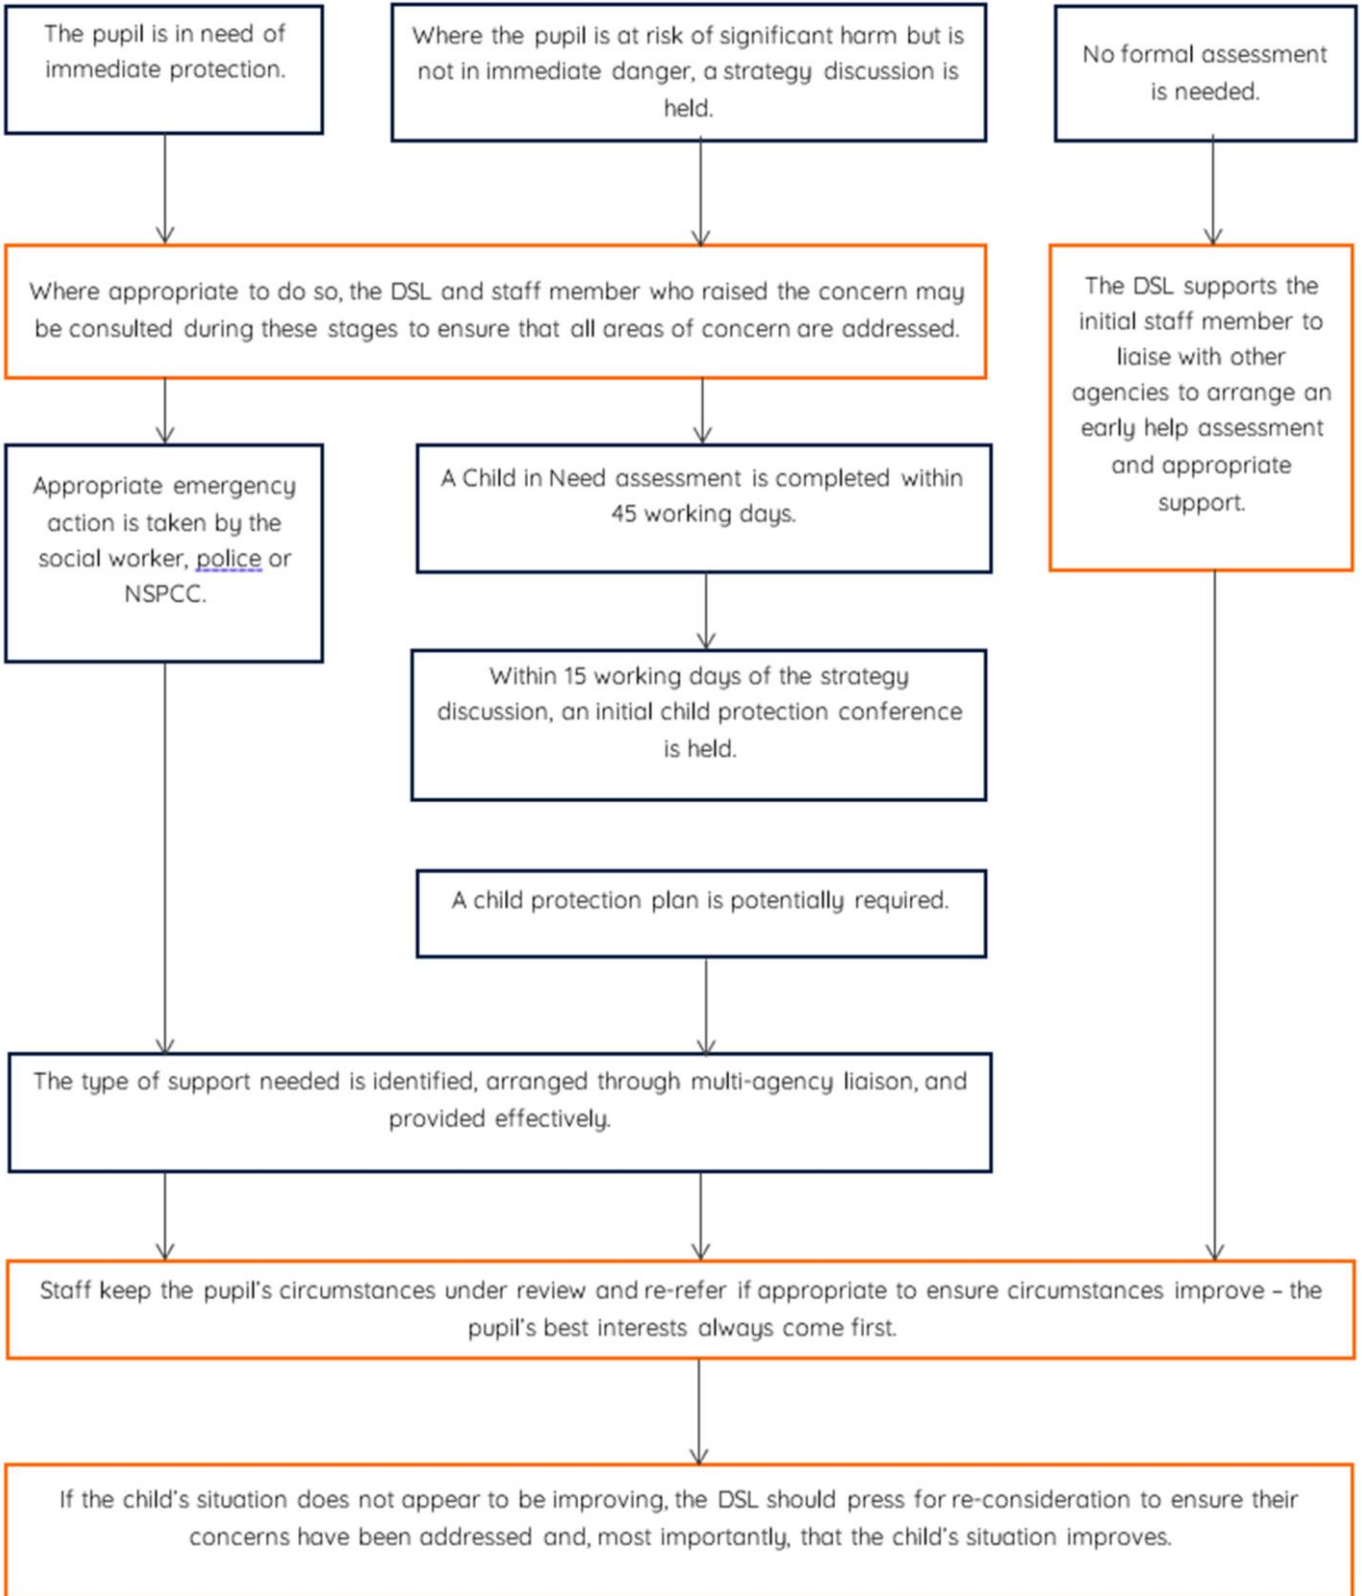 The pupil is in need of
immediate protection.
Where the pupil is at risk of significant harm but is
not in immediate danger, a strategy discussion is
held.
No formal assessment
is needed.
Where appropriate to do so, the DSL and staff member who raised the concern may
be consulted during these stages to ensure that all areas of concern are addressed.
The DSL supports the
initial staff member to
liaise with other
agencies to arrange an
early help assessment
and appropriate
support.
Appropriate emergency
action is taken by the
social worker, police or
NSPCC.
A Child in Need assessment is completed within
45 working days.
Within 15 working days of the strategy
discussion, an initial child protection conference
is held.
A child protection plan is potentially required.
The type of support needed is identified, arranged through multi-agency liaison, and
provided effectively.
Staff keep the pupil's circumstances under review and re-refer if appropriate to ensure circumstances improve – the
pupil's best interests always come first.
If the child's situation does not appear to be improving, the DSL should press for re-consideration to ensure their
concerns have been addressed and, most importantly, that the child's situation improves.